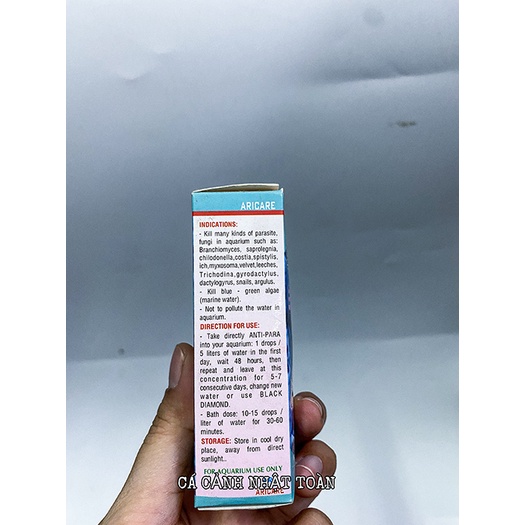 ARICARE
INDICATIONS:
- Kill many kinds of parasite,
fungi in aquarium such as:
Branchiomyces, saprolegnia,
chilodonella, costia,spistylis,
ich,myxosoma,velvet,leeches,
Trichodina,gyrodactylus,
dactylogyrus, snails, argulus.
- Kill blue - green algae
(marine water).
- Not to pollute the water in
aquarium.
DIRECTION FOR USE:
- Take directly ANTI-PARA
into your aquarium: 1 drops /
5 liters of water in the first
day, wait 48 hours, then
repeat and leave at this
concentration for 5-7
consecutive days, change new
water or use BLACK
DIAMOND.
- Bath dose: 10-15 drops /
liter of water for 30-60
minutes.
STORAGE: Store in cool dry
place, away from direct
sunlight..
FOR AQUARIUM USE ONLY
CÁ CẢNH NHẬT TOÀN
ARICARE